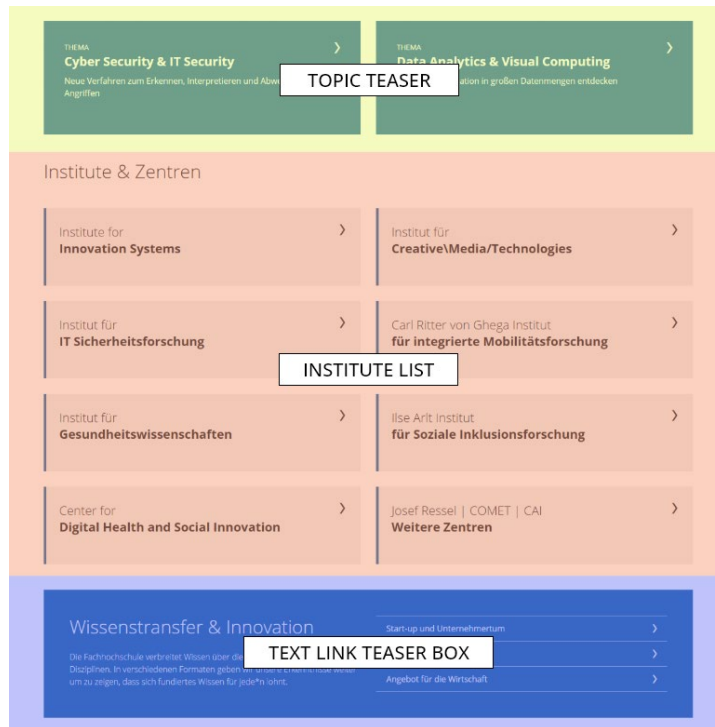 THEMA
Cyber Security & IT Security
Neue Verfahren zum Erkennen, Interpretieren und Abw
Angriffen
THEMA
Data Analytics & Visual Computing
ation in großen Datenmengen entdecken
TOPIC TEASER
Institute & Zentren
Institute for
Innovation Systems
Institut für
Creative\Media/Technologies
Institut für
IT Sicherheitsforschung
Carl Ritter von Ghega Institut
für integrierte Mobilitätsforschung
INSTITUTE LIST
Institut für
Gesundheitswissenschaften
Ilse Arlt Institut
für Soziale Inklusionsforschung
Center for
Digital Health and Social Innovation
Josef Ressel | COMET | CAI
Weitere Zentren
Wissenstransfer & Innovation
Die Fachhochschule verbreitet Wissen über die
Disziplinen. In verschiedenen Formaten geben wir unsere Erkenntnisse weiter
um zu zeigen, dass sich fundiertes Wissen für jede*n lohnt.
Start-up und Unternehmertum
Angebot für die Wirtschaft
TEXT LINK TEASER BOX